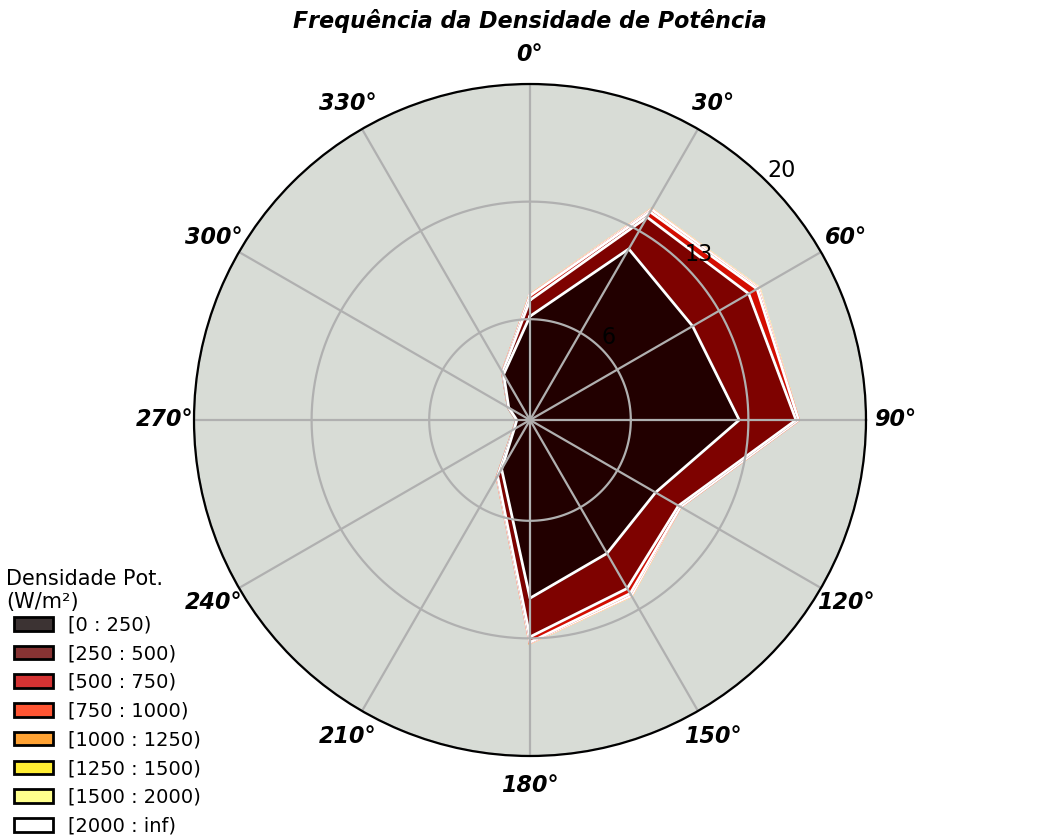 Frequência da Densidade de Potência
0°
330°
30°
20
300°
60°
13
6
270°
90°
240°
120°
210°
150°
180°
Densidade Pot.
(W/m²)
[0 : 250)
[250 : 500)
[500 : 750)
[750 : 1000)
[1000 : 1250)
[1250 : 1500)
[1500 : 2000)
[2000 : inf)